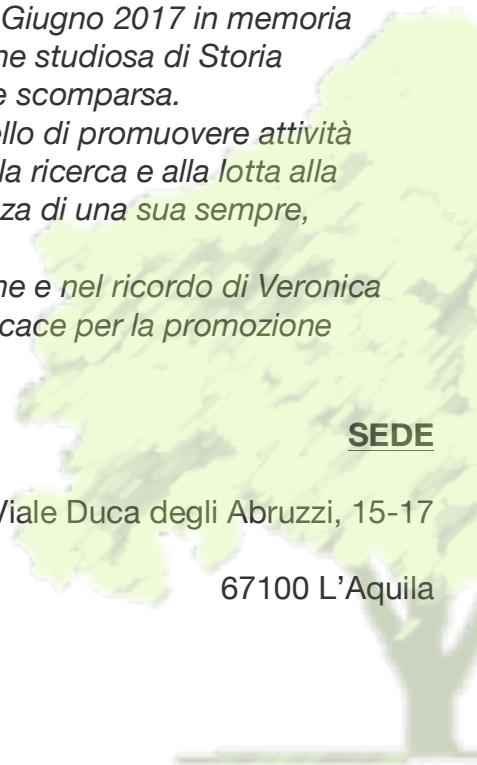 Giugno 2017 in memoria
ne studiosa di Storia
e scomparsa.
ello di promuovere attività
la ricerca e alla lotta alla
za di una sua sempre,
ne e nel ricordo di Veronica
cace per la promozione
SEDE
Viale Duca degli Abruzzi, 15-17
67100 L’Aquila